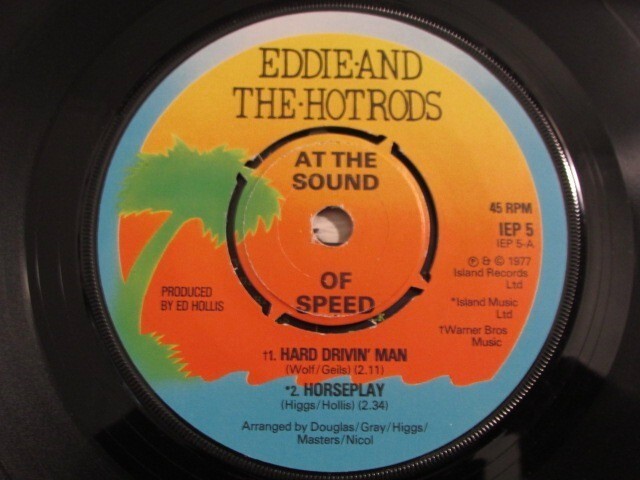 EDDIE·AND
THE·HOTRODS
AT THE
SOUND
OF
SPEED
45 RPM
IEP 5
IEP 5-A
℗ & © 1977
Island Records
Ltd
*Island Music
Ltd
†Warner Bros
Music
PRODUCED
BY ED HOLLIS
†1. HARD DRIVIN' MAN
(Wolf/Geils) (2.11)
*2. HORSEPLAY
(Higgs/Hollis) (2.34)
Arranged by Douglas/Gray/Higgs/
Masters/Nicol